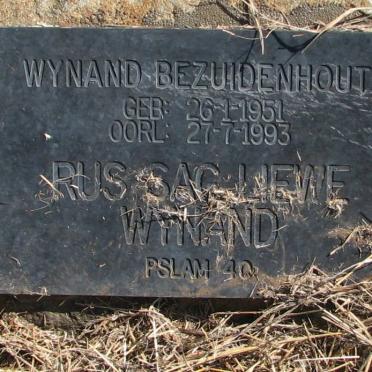 WYNAND BEZUIDENHOUT
GEB: 26-1-1951
OORL: 27-7-1993
RUS SAG LIEWE
WYNAND
PSLAM 40